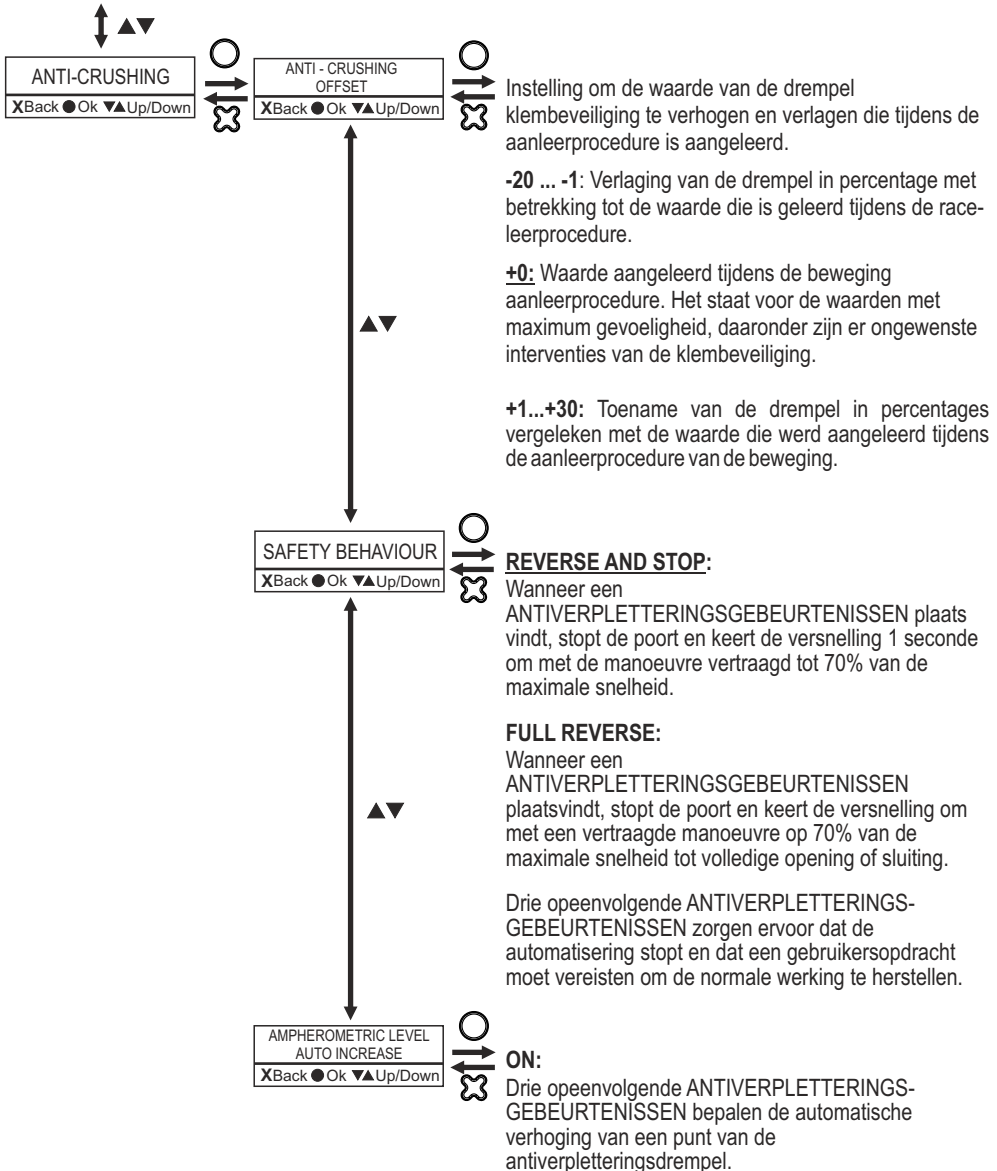 ▲▼
ANTI-CRUSHING
XBack ● Ok ▼▲Up/Down
ANTI - CRUSHING
OFFSET
XBack ● Ok ▼▲Up/Down
Instelling om de waarde van de drempel
klembeveiliging te verhogen en verlagen die tijdens de
aanleerprocedure is aangeleerd.
-20 ... -1: Verlaging van de drempel in percentage met
betrekking tot de waarde die is geleerd tijdens de race-
leerprocedure.
+0: Waarde aangeleerd tijdens de beweging
aanleerprocedure. Het staat voor de waarden met
maximum gevoeligheid, daaronder zijn er ongewenste
interventies van de klembeveiliging.
▲▼
+1...+30: Toename van de drempel in percentages
vergeleken met de waarde die werd aangeleerd tijdens
de aanleerprocedure van de beweging.
SAFETY BEHAVIOUR
XBack ● Ok ▼▲Up/Down
REVERSE AND STOP:
Wanneer een
ANTIVERPLETTERINGSGEBEURTENISSEN plaats
vindt, stopt de poort en keert de versnelling 1 seconde
om met de manoeuvre vertraagd tot 70% van de
maximale snelheid.
FULL REVERSE:
Wanneer een
ANTIVERPLETTERINGSGEBEURTENISSEN
plaatsvindt, stopt de poort en keert de versnelling om
met een vertraagde manoeuvre op 70% van de
maximale snelheid tot volledige opening of sluiting.
▲▼
Drie opeenvolgende ANTIVERPLETTERINGS-
GEBEURTENISSEN zorgen ervoor dat de
automatisering stopt en dat een gebruikersopdracht
moet vereisten om de normale werking te herstellen.
AMPHEROMETRIC LEVEL
AUTO INCREASE
XBack ● Ok ▼▲Up/Down
ON:
Drie opeenvolgende ANTIVERPLETTERINGS-
GEBEURTENISSEN bepalen de automatische
verhoging van een punt van de
antiverpletteringsdrempel.